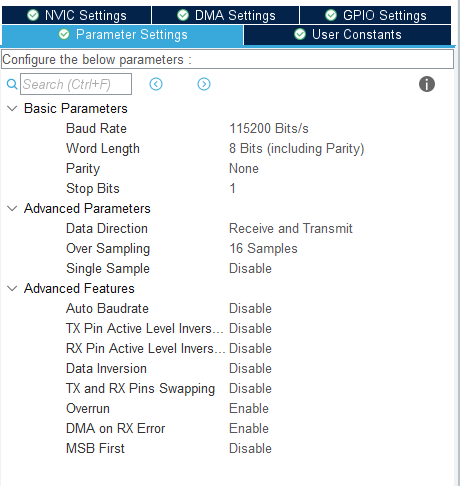 NVIC Settings DMA Settings GPIO Settings
Parameter Settings User Constants
Configure the below parameters :
Search (Ctrl+F)
Basic Parameters
Baud Rate 115200 Bits/s
Word Length 8 Bits (including Parity)
Parity None
Stop Bits 1
Advanced Parameters
Data Direction Receive and Transmit
Over Sampling 16 Samples
Single Sample Disable
Advanced Features
Auto Baudrate Disable
TX Pin Active Level Invers... Disable
RX Pin Active Level Invers... Disable
Data Inversion Disable
TX and RX Pins Swapping Disable
Overrun Enable
DMA on RX Error Enable
MSB First Disable